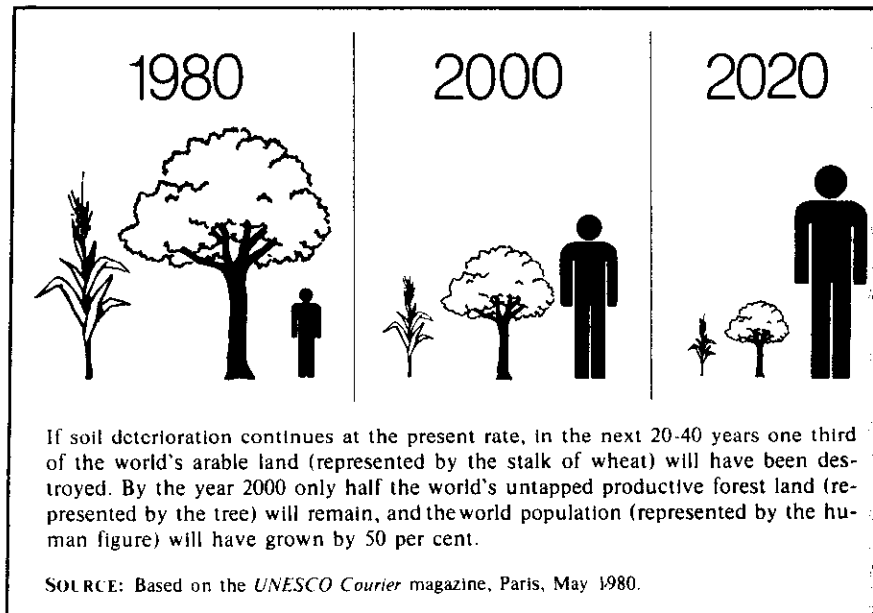 1980 2000 2020
If soil deterioration continues at the present rate, in the next 20-40 years one third
of the world's arable land (represented by the stalk of wheat) will have been des-
troyed. By the year 2000 only half the world's untapped productive forest land (re-
presented by the tree) will remain, and the world population (represented by the hu-
man figure) will have grown by 50 per cent.
SOURCE: Based on the UNESCO Courier magazine, Paris, May 1980.